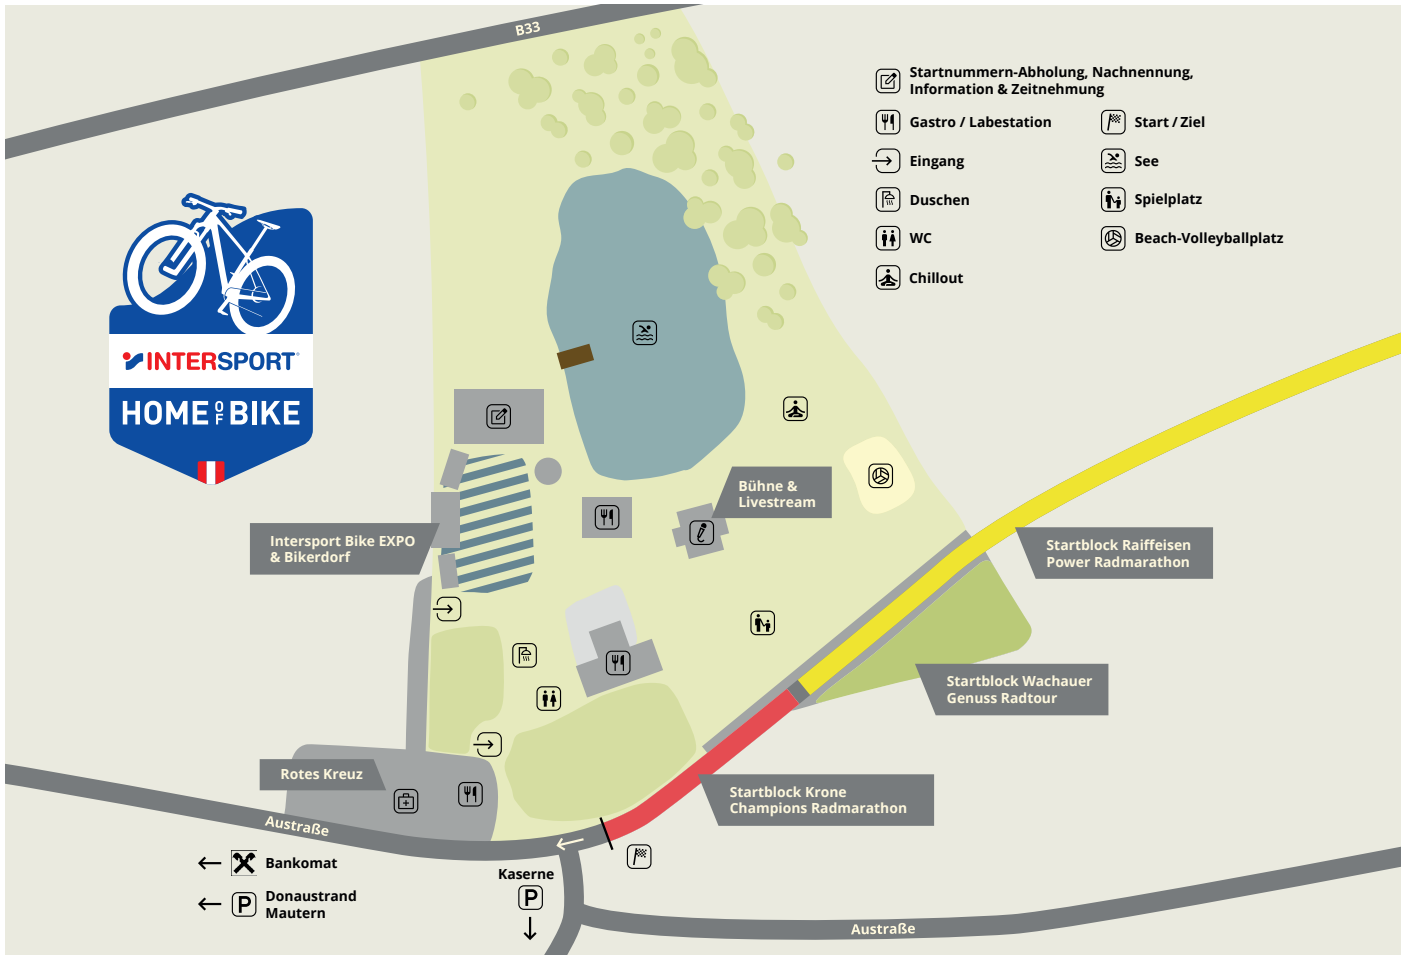 B33
Startnummern-Abholung, Nachnennung,
Information & Zeitnehmung
Gastro / Labestation
Start / Ziel
Eingang
See
Duschen
Spielplatz
WC
Beach-Volleyballplatz
Chillout
INTERSPORT
HOME OF BIKE
Bühne &
Livestream
Intersport Bike EXPO
& Bikerdorf
Startblock Raiffeisen
Power Radmarathon
Startblock Wachauer
Genuss Radtour
Rotes Kreuz
Startblock Krone
Champions Radmarathon
Austraße
Bankomat
Kaserne
P
P
Donaustrand
Mautern
Austraße